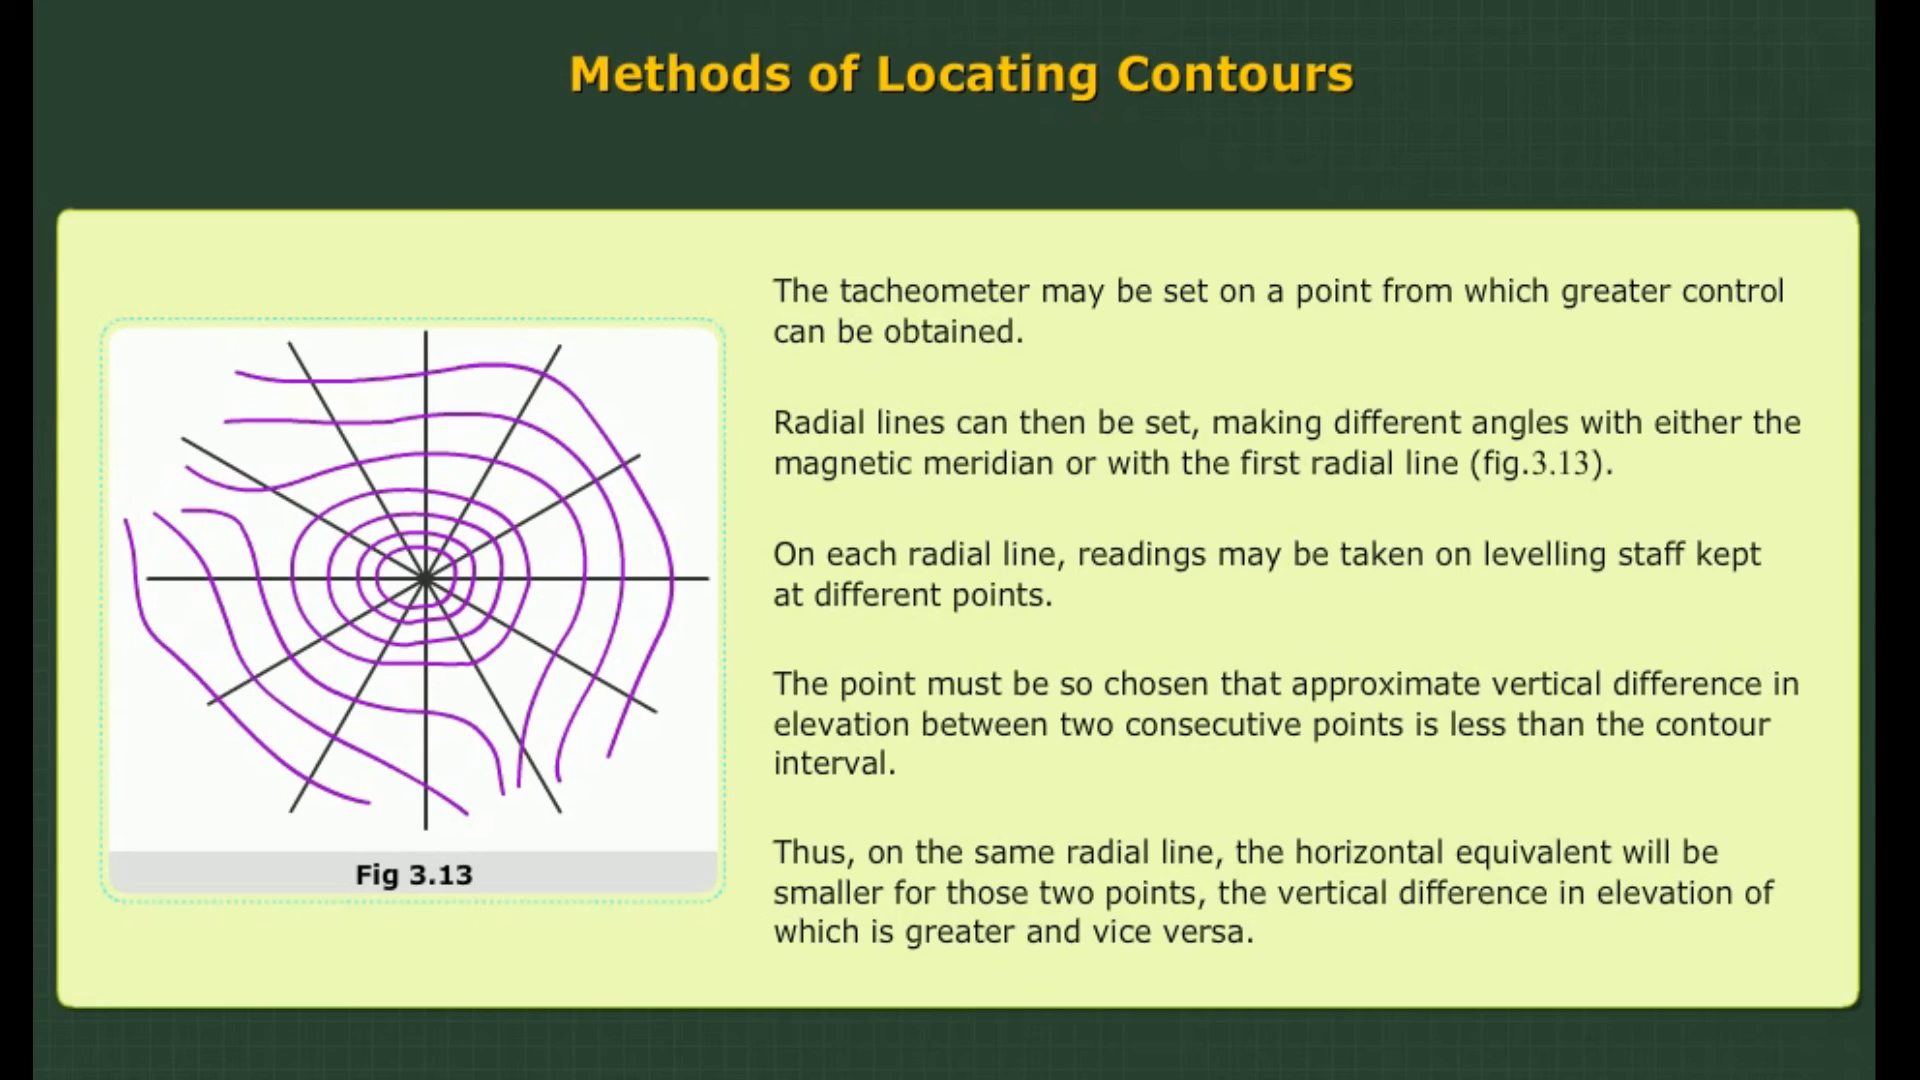 Methods of Locating Contours
The tacheometer may be set on a point from which greater control
can be obtained.
Radial lines can then be set, making different angles with either the
magnetic meridian or with the first radial line (fig.3.13).
On each radial line, readings may be taken on levelling staff kept
at different points.
The point must be so chosen that approximate vertical difference in
elevation between two consecutive points is less than the contour
interval.
Thus, on the same radial line, the horizontal equivalent will be
smaller for those two points, the vertical difference in elevation of
which is greater and vice versa.
Fig 3.13